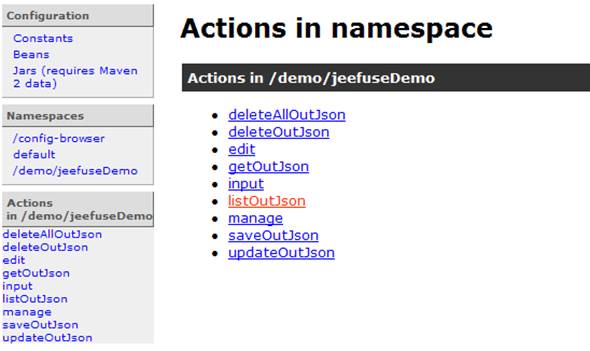 Configuration
Constants
Beans
Jars (requires Maven
2 data)
Namespaces
/config-browser
default
/demo/jeefuseDemo
Actions
in /demo/jeefuseDemo
deleteAllOutJson
deleteOutJson
edit
getOutJson
input
listOutJson
manage
saveOutJson
updateOutJson
Actions in namespace
Actions in /demo/jeefuseDemo
deleteAllOutJson
deleteOutJson
edit
getOutJson
input
listOutJson
manage
saveOutJson
updateOutJson